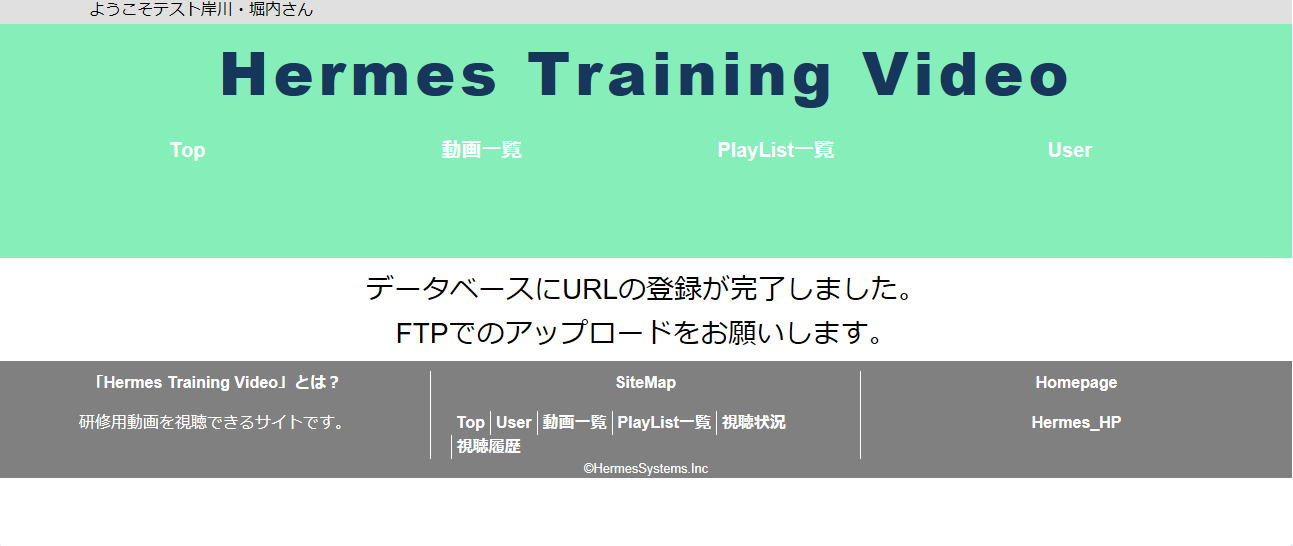 ようこそテスト岸川・堀内さん
Hermes Training Video
Top 動画一覧 PlayList一覧 User
データベースにURLの登録が完了しました。
FTPでのアップロードをお願いします。
「Hermes Training Video」とは？
研修用動画を視聴できるサイトです。
SiteMap
Top User 動画一覧 PlayList一覧 視聴状況
視聴履歴
Homepage
Hermes_HP
©HermesSystems.Inc